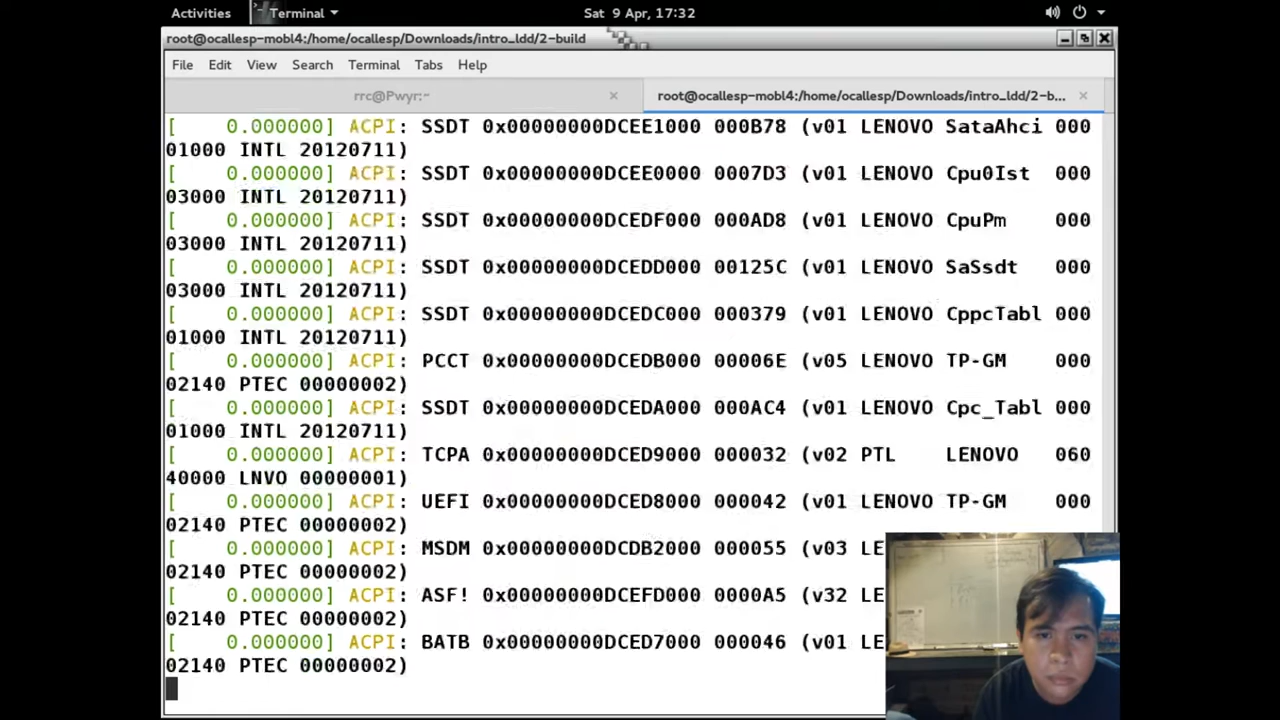 Activities Terminal Sat 9 Apr, 17:32
root@ocallesp-mobl4:/home/ocallesp/Downloads/intro_ldd/2-build
File Edit View Search Terminal Tabs Help
rrc@Pwyr:~ root@ocallesp-mobl4:/home/ocallesp/Downloads/intro_ldd/2-b...
[    0.000000] ACPI: SSDT 0x00000000DCEE1000 000B78 (v01 LENOVO SataAhci 000
01000 INTL 20120711)
[    0.000000] ACPI: SSDT 0x00000000DCEE0000 0007D3 (v01 LENOVO Cpu0Ist  000
03000 INTL 20120711)
[    0.000000] ACPI: SSDT 0x00000000DCEDF000 000AD8 (v01 LENOVO CpuPm    000
03000 INTL 20120711)
[    0.000000] ACPI: SSDT 0x00000000DCEDD000 00125C (v01 LENOVO SaSsdt   000
03000 INTL 20120711)
[    0.000000] ACPI: SSDT 0x00000000DCEDC000 000379 (v01 LENOVO CppcTabl 000
01000 INTL 20120711)
[    0.000000] ACPI: PCCT 0x00000000DCEDB000 00006E (v05 LENOVO TP-GM    000
02140 PTEC 00000002)
[    0.000000] ACPI: SSDT 0x00000000DCEDA000 000AC4 (v01 LENOVO Cpc_Tabl 000
01000 INTL 20120711)
[    0.000000] ACPI: TCPA 0x00000000DCED9000 000032 (v02 PTL    LENOVO   060
40000 LNVO 00000001)
[    0.000000] ACPI: UEFI 0x00000000DCED8000 000042 (v01 LENOVO TP-GM    000
02140 PTEC 00000002)
[    0.000000] ACPI: MSDM 0x00000000DCDB2000 000055 (v03 LE
02140 PTEC 00000002)
[    0.000000] ACPI: ASF! 0x00000000DCEFD000 0000A5 (v32 LE
02140 PTEC 00000002)
[    0.000000] ACPI: BATB 0x00000000DCED7000 000046 (v01 LE
02140 PTEC 00000002)